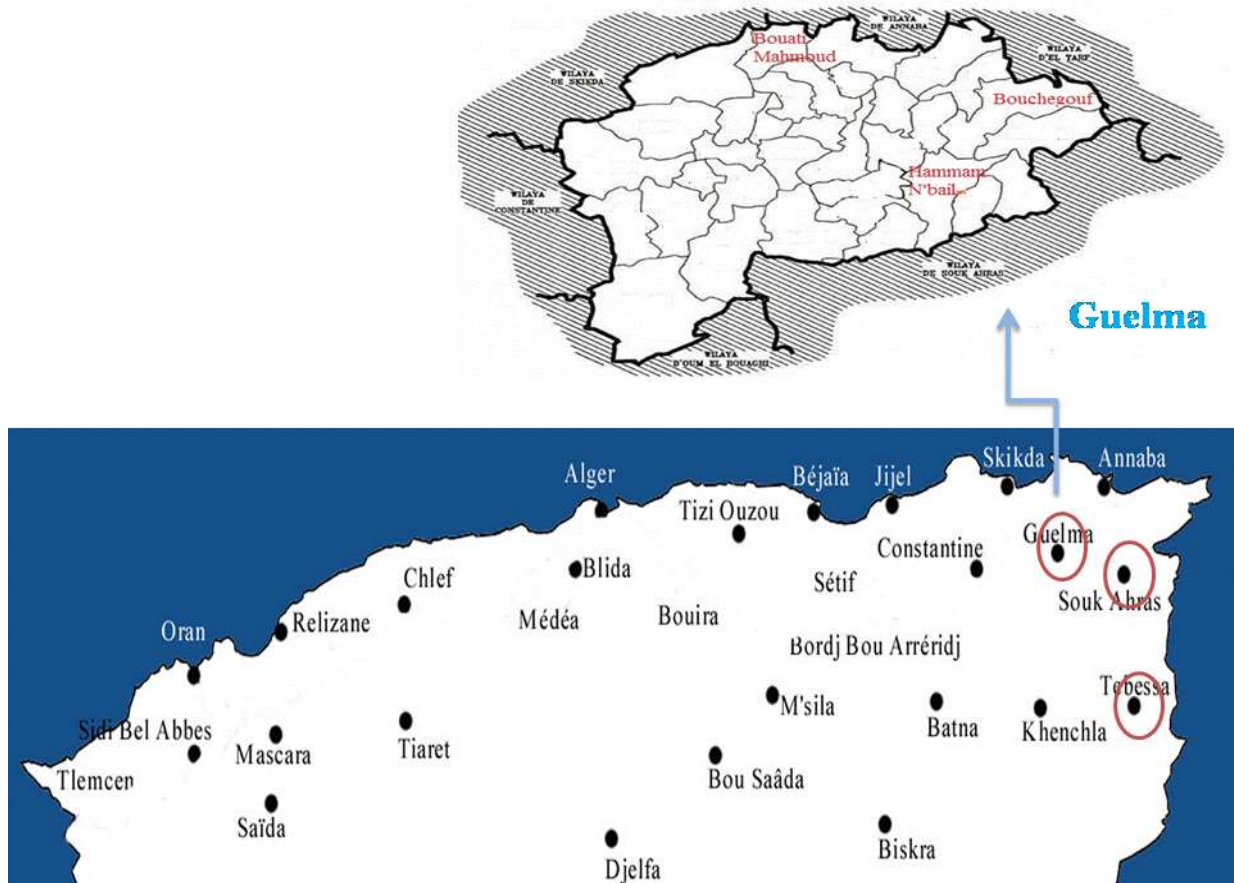 WILAYA
DE ANNABA
Bouati
Mahmoud
WILAYA
D'EL TARF
WILAYA
DE SKIKDA
Bouchegouf
Hammam
N'bail
WILAYA
DE
CONSTANTINE
WILAYA
DE SOUK AHRAS
Guelma
WILAYA
D'OUM EL BOUAGHI
Skikda
Annaba
Alger
Béjaïa
Jijel
Tizi Ouzou
Guelma
Constantine
Blida
Sétif
Chlef
Souk Ahras
Médéa
Bouira
Relizane
Oran
Bordj Bou Arréridj
Tebessa
M'sila
Sidi Bel Abbes
Batna
Khenchla
Mascara
Tiaret
Tlemcen
Bou Saâda
Saïda
Biskra
Djelfa